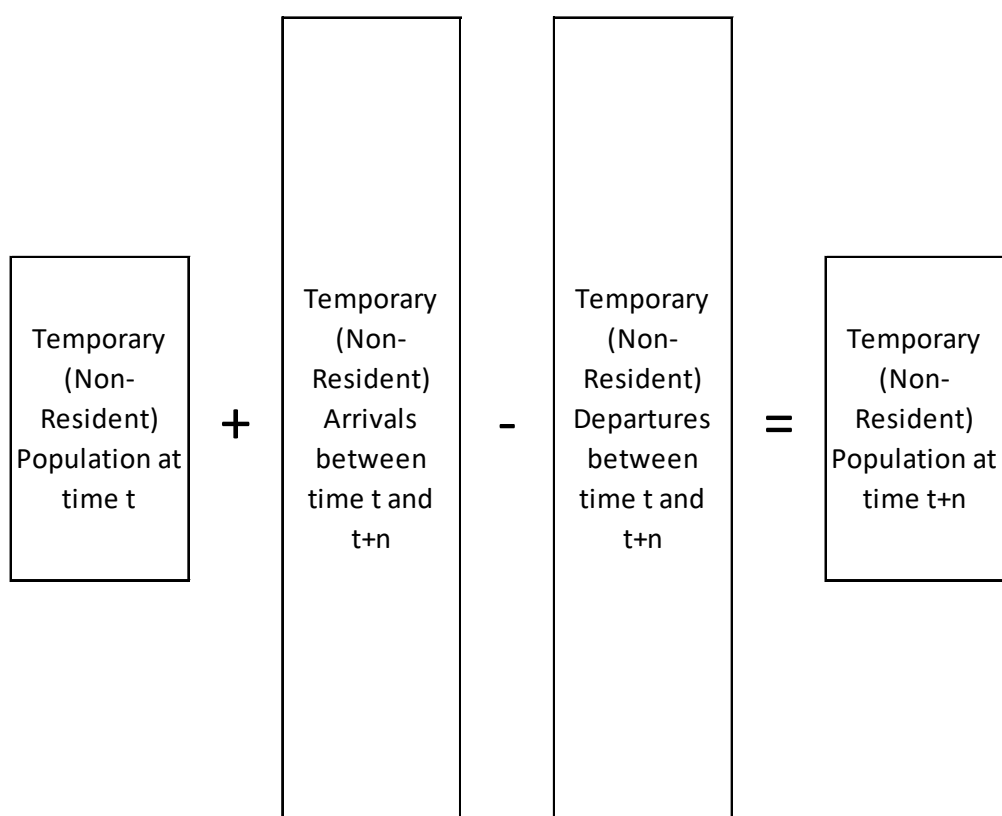 Temporary
(Non-
Resident)
Population at
time t
+
Temporary
(Non-
Resident)
Arrivals
between
time t and
t+n
-
Temporary
(Non-
Resident)
Departures
between
time t and
t+n
=
Temporary
(Non-
Resident)
Population at
time t+n